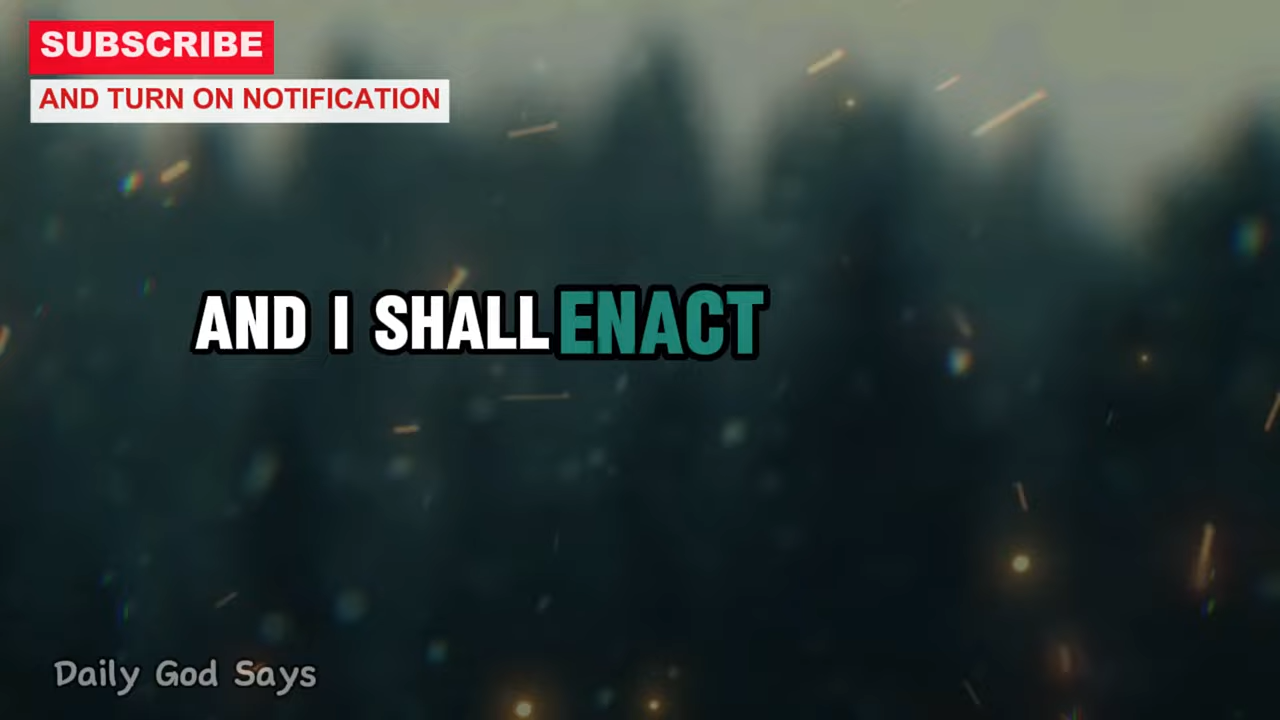 SUBSCRIBE
AND TURN ON NOTIFICATION
AND I SHALL ENACT
Daily God Says